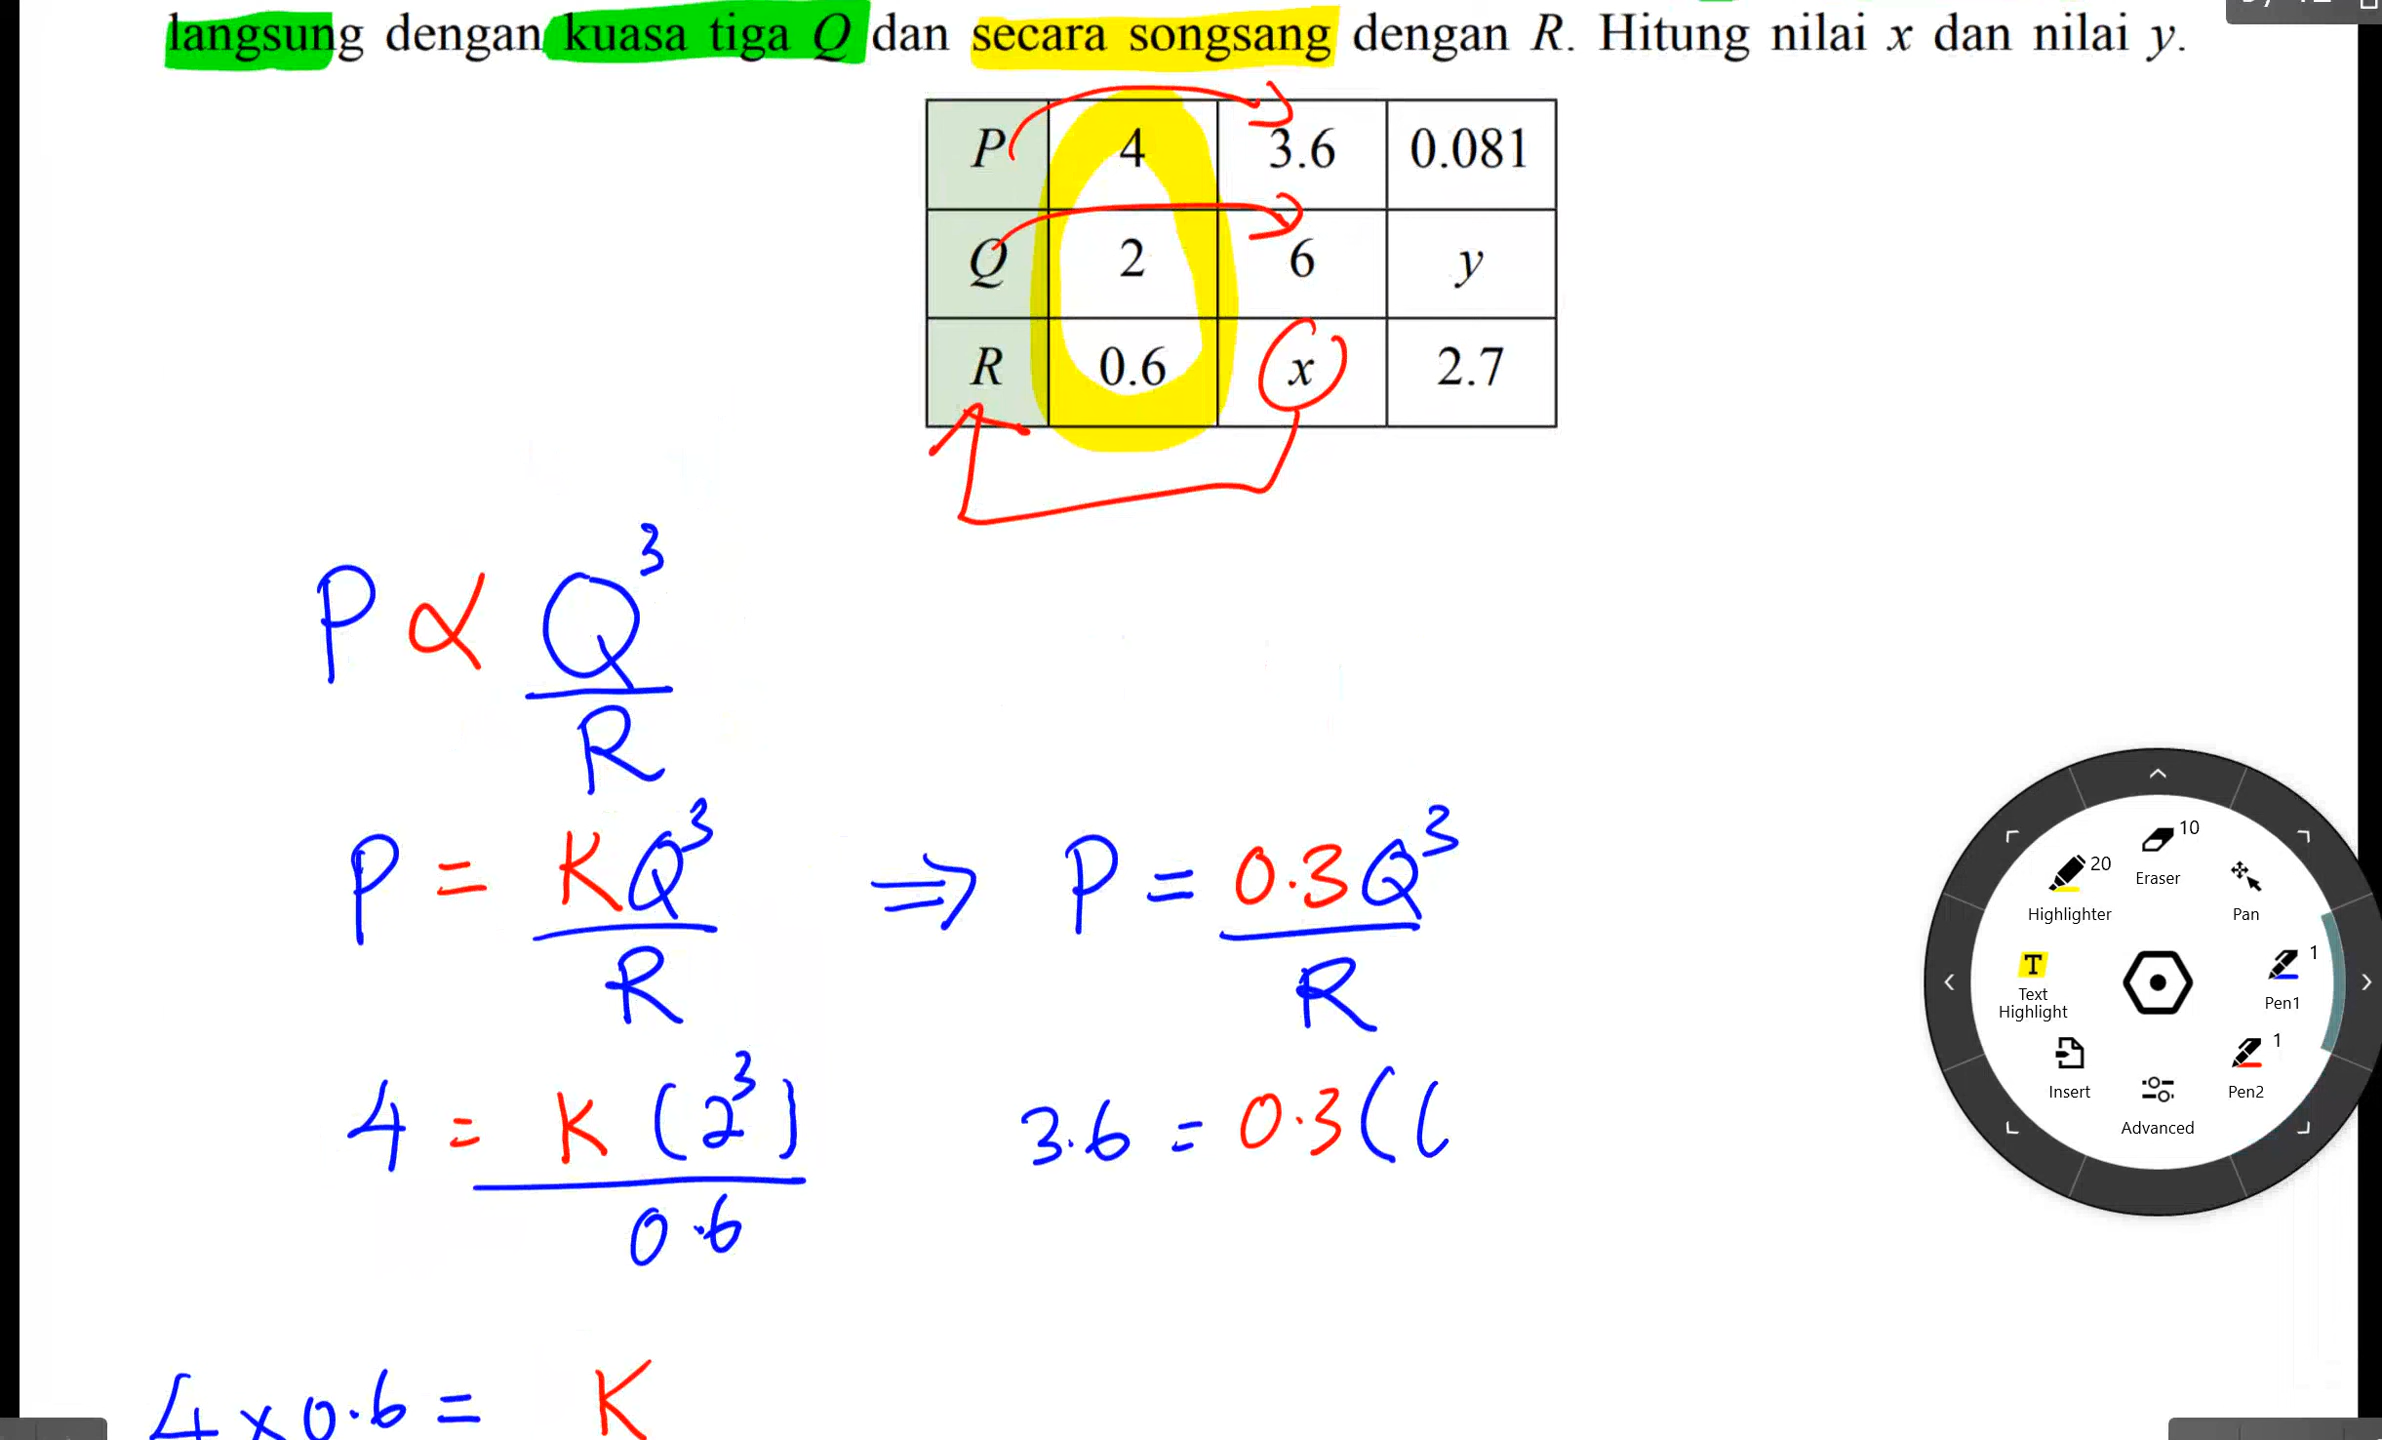 langsung dengan kuasa tiga Q dan secara songsang dengan R. Hitung nilai x dan nilai y.
P 4 3.6 0.081
Q 2 6 y
R 0.6 x 2.7
P ∝ Q³/R
P = KQ³/R ⇒ P = 0.3Q³/R
4 = K(2³)/0.6
3.6 = 0.3((
4 × 0.6 = K
10
Eraser
20
Highlighter
Pan
T
Text
Highlight
1
Pen1
Insert
1
Pen2
Advanced